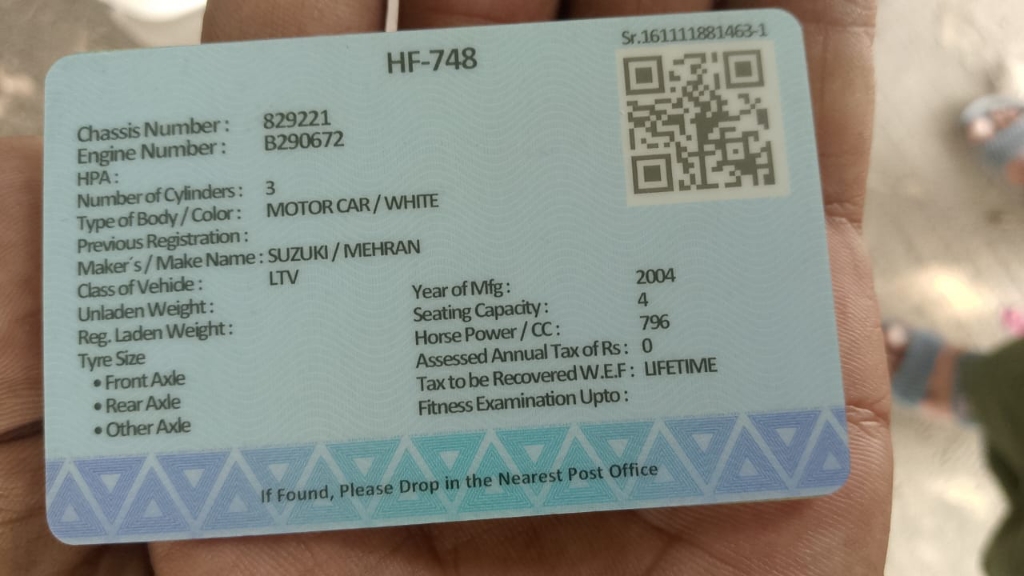 Sr.161111881463-1
HF-748
Chassis Number : 829221
Engine Number : B290672
HPA :
Number of Cylinders : 3
Type of Body / Color : MOTOR CAR / WHITE
Previous Registration :
Maker´s / Make Name : SUZUKI / MEHRAN
Class of Vehicle : LTV
Unladen Weight :
Reg. Laden Weight :
Tyre Size
• Front Axle
• Rear Axle
• Other Axle
Year of Mfg : 2004
Seating Capacity : 4
Horse Power / CC : 796
Assessed Annual Tax of Rs : 0
Tax to be Recovered W.E.F : LIFETIME
Fitness Examination Upto :
If Found, Please Drop in the Nearest Post Office